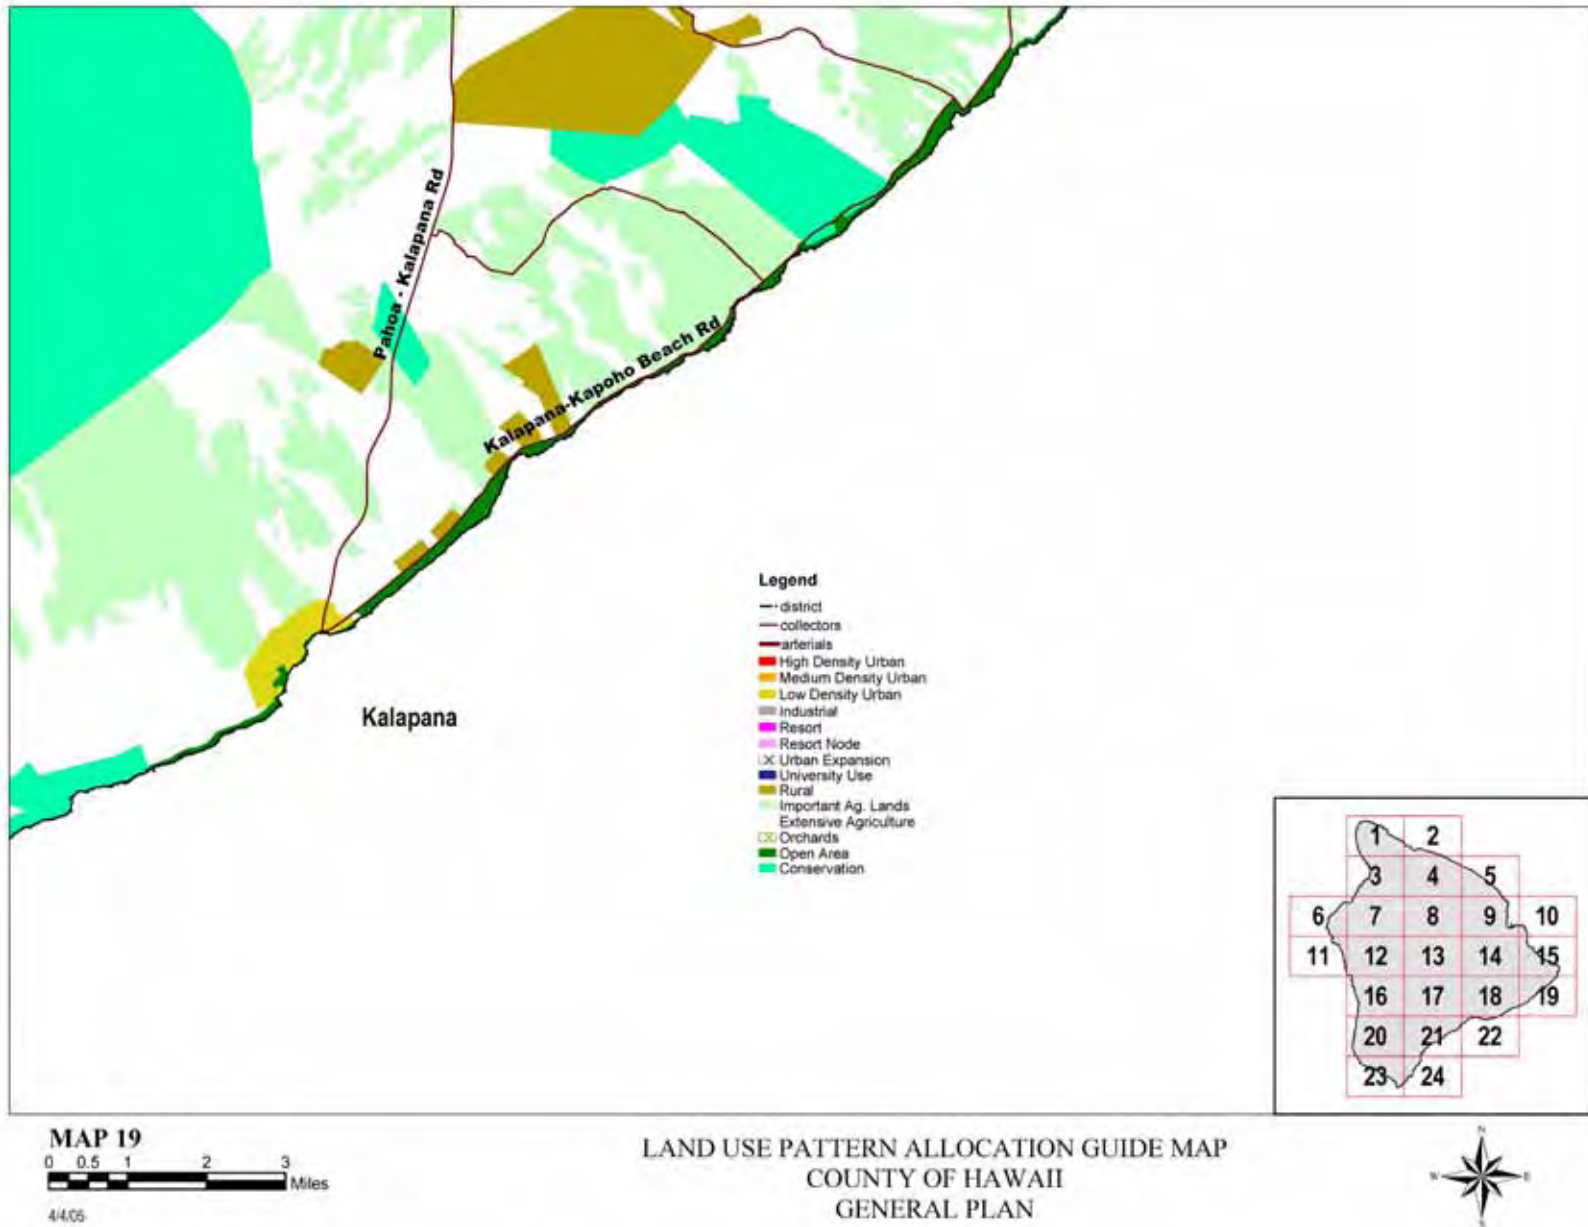 Pahoa - Kalapana Rd
Kalapana-Kapoho Beach Rd
Kalapana
Legend
district
collectors
arterials
High Density Urban
Medium Density Urban
Low Density Urban
Industrial
Resort
Resort Node
Urban Expansion
University Use
Rural
Important Ag. Lands
Extensive Agriculture
Orchards
Open Area
Conservation
1 2
3 4 5
6 7 8 9 10
11 12 13 14 15
16 17 18 19
20 21 22
23 24
MAP 19
0 0.5 1 2 3
Miles
4/4/05
LAND USE PATTERN ALLOCATION GUIDE MAP
COUNTY OF HAWAII
GENERAL PLAN
N
W E
S